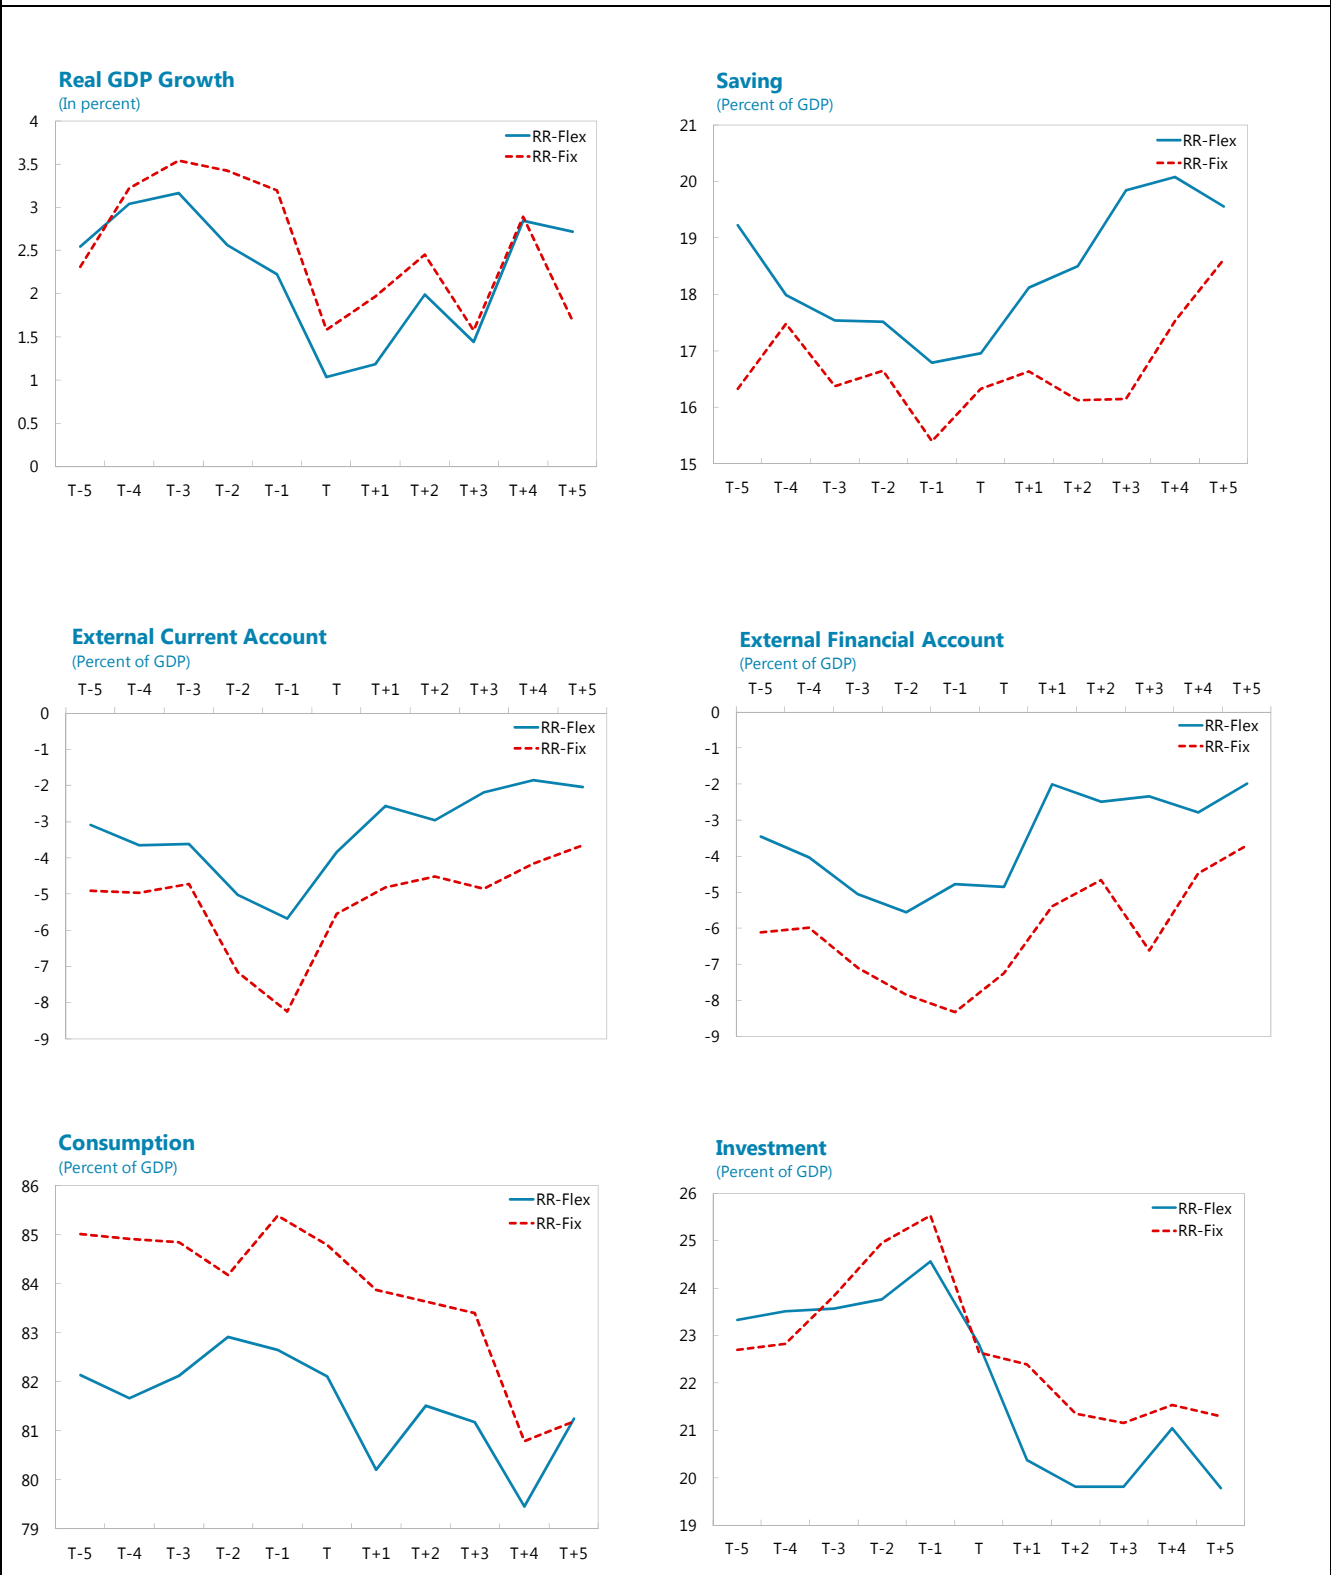 Real GDP Growth
(In percent)
4
3.5
3
2.5
2
1.5
1
0.5
0
RR-Flex
RR-Fix
T-5 T-4 T-3 T-2 T-1 T T+1 T+2 T+3 T+4 T+5
Saving
(Percent of GDP)
21
20
19
18
17
16
15
RR-Flex
RR-Fix
T-5 T-4 T-3 T-2 T-1 T T+1 T+2 T+3 T+4 T+5
External Current Account
(Percent of GDP)
T-5 T-4 T-3 T-2 T-1 T T+1 T+2 T+3 T+4 T+5
0
-1
-2
-3
-4
-5
-6
-7
-8
-9
RR-Flex
RR-Fix
External Financial Account
(Percent of GDP)
T-5 T-4 T-3 T-2 T-1 T T+1 T+2 T+3 T+4 T+5
0
-1
-2
-3
-4
-5
-6
-7
-8
-9
RR-Flex
RR-Fix
Consumption
(Percent of GDP)
86
85
84
83
82
81
80
79
RR-Flex
RR-Fix
T-5 T-4 T-3 T-2 T-1 T T+1 T+2 T+3 T+4 T+5
Investment
(Percent of GDP)
26
25
24
23
22
21
20
19
RR-Flex
RR-Fix
T-5 T-4 T-3 T-2 T-1 T T+1 T+2 T+3 T+4 T+5